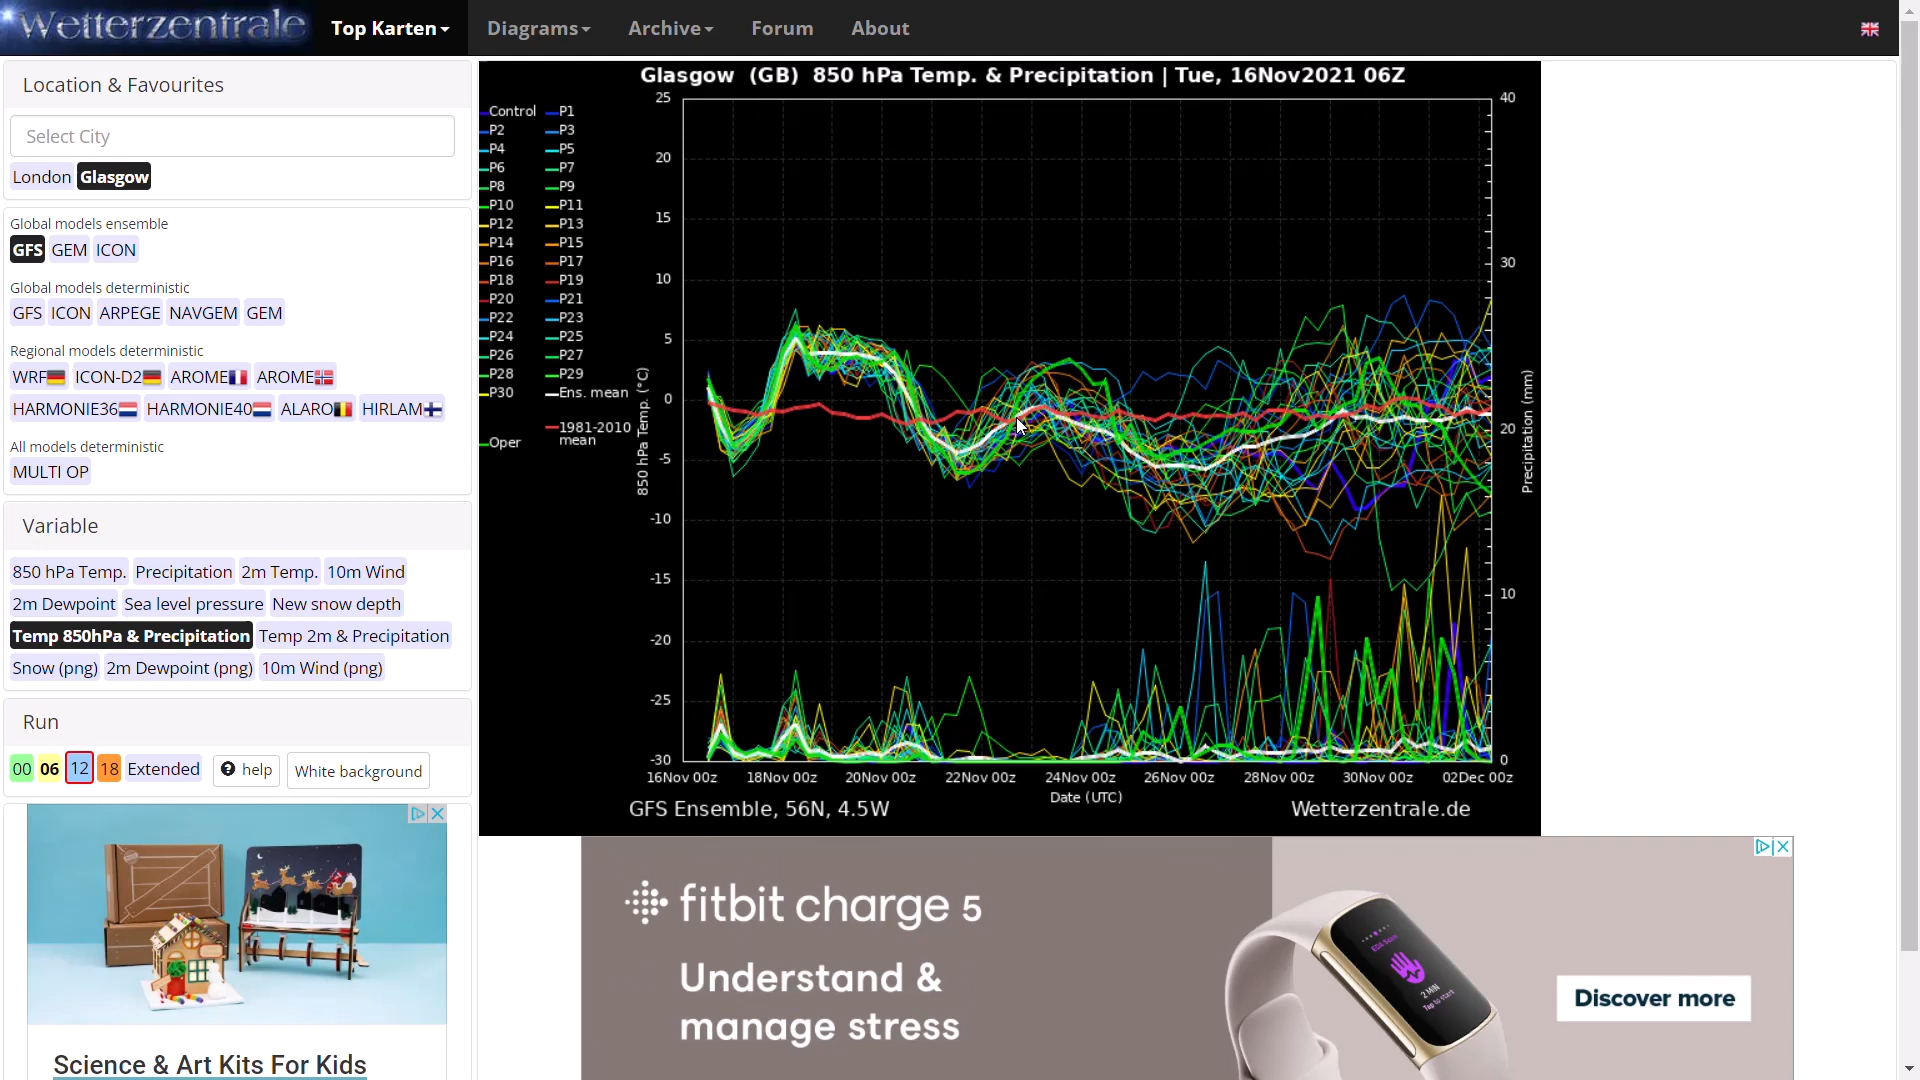 Wetterzentrale Top Karten Diagrams Archive Forum About
Location & Favourites
Select City
London Glasgow
Global models ensemble
GFS GEM ICON
Global models deterministic
GFS ICON ARPEGE NAVGEM GEM
Regional models deterministic
WRF ICON-D2 AROME AROME
HARMONIE36 HARMONIE40 ALARO HIRLAM
All models deterministic
MULTI OP
Variable
850 hPa Temp. Precipitation 2m Temp. 10m Wind
2m Dewpoint Sea level pressure New snow depth
Temp 850hPa & Precipitation Temp 2m & Precipitation
Snow (png) 2m Dewpoint (png) 10m Wind (png)
Run
00 06 12 18 Extended help White background
Science & Art Kits For Kids
Glasgow (GB) 850 hPa Temp. & Precipitation | Tue, 16Nov2021 06Z
Control P1
P2 P3
P4 P5
P6 P7
P8 P9
P10 P11
P12 P13
P14 P15
P16 P17
P18 P19
P20 P21
P22 P23
P24 P25
P26 P27
P28 P29
P30 Ens. mean
1981-2010
mean
Oper
850 hPa Temp. (°C)
25
20
15
10
5
0
-5
-10
-15
-20
-25
-30
40
30
20
10
0
Precipitation (mm)
16Nov 00z 18Nov 00z 20Nov 00z 22Nov 00z 24Nov 00z 26Nov 00z 28Nov 00z 30Nov 00z 02Dec 00z
Date (UTC)
GFS Ensemble, 56N, 4.5W Wetterzentrale.de
fitbit charge 5
Understand &
manage stress
Discover more